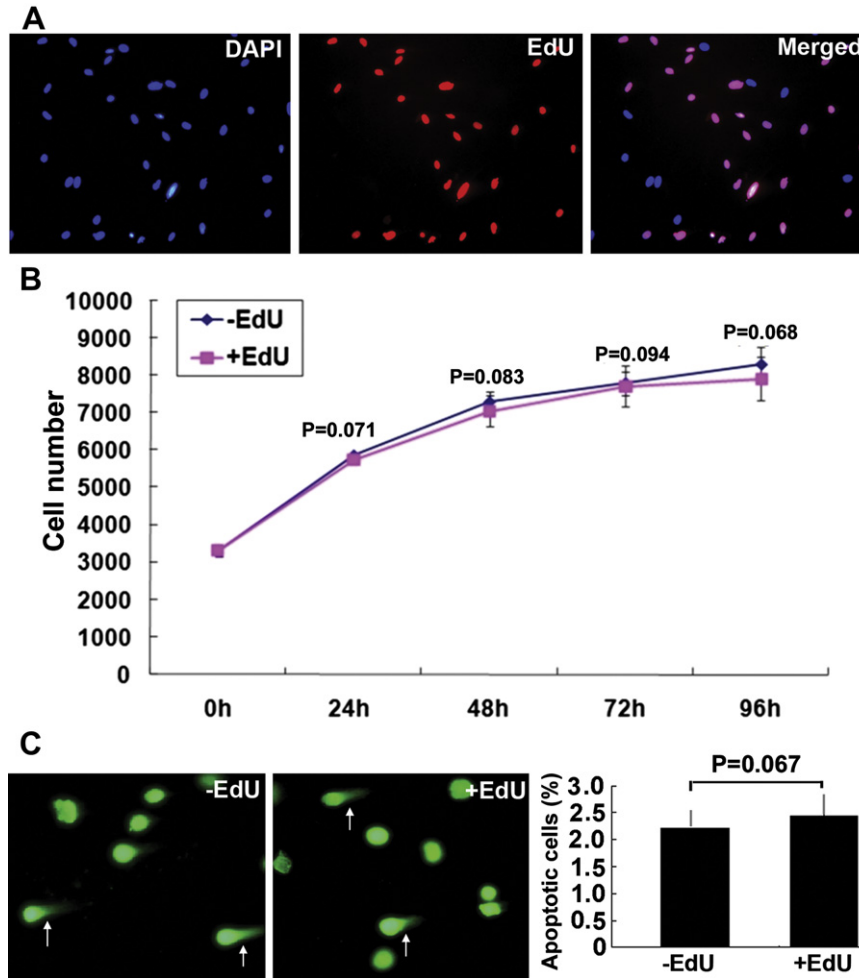 A
DAPI
EdU
Merged
B
10000
9000
8000
7000
6000
5000
4000
3000
2000
1000
0
Cell number
-EdU
+EdU
P=0.071
P=0.083
P=0.094
P=0.068
0h
24h
48h
72h
96h
C
-EdU
+EdU
Apoptotic cells (%)
3.0
2.5
2.0
1.5
1.0
0.5
0
P=0.067
-EdU
+EdU